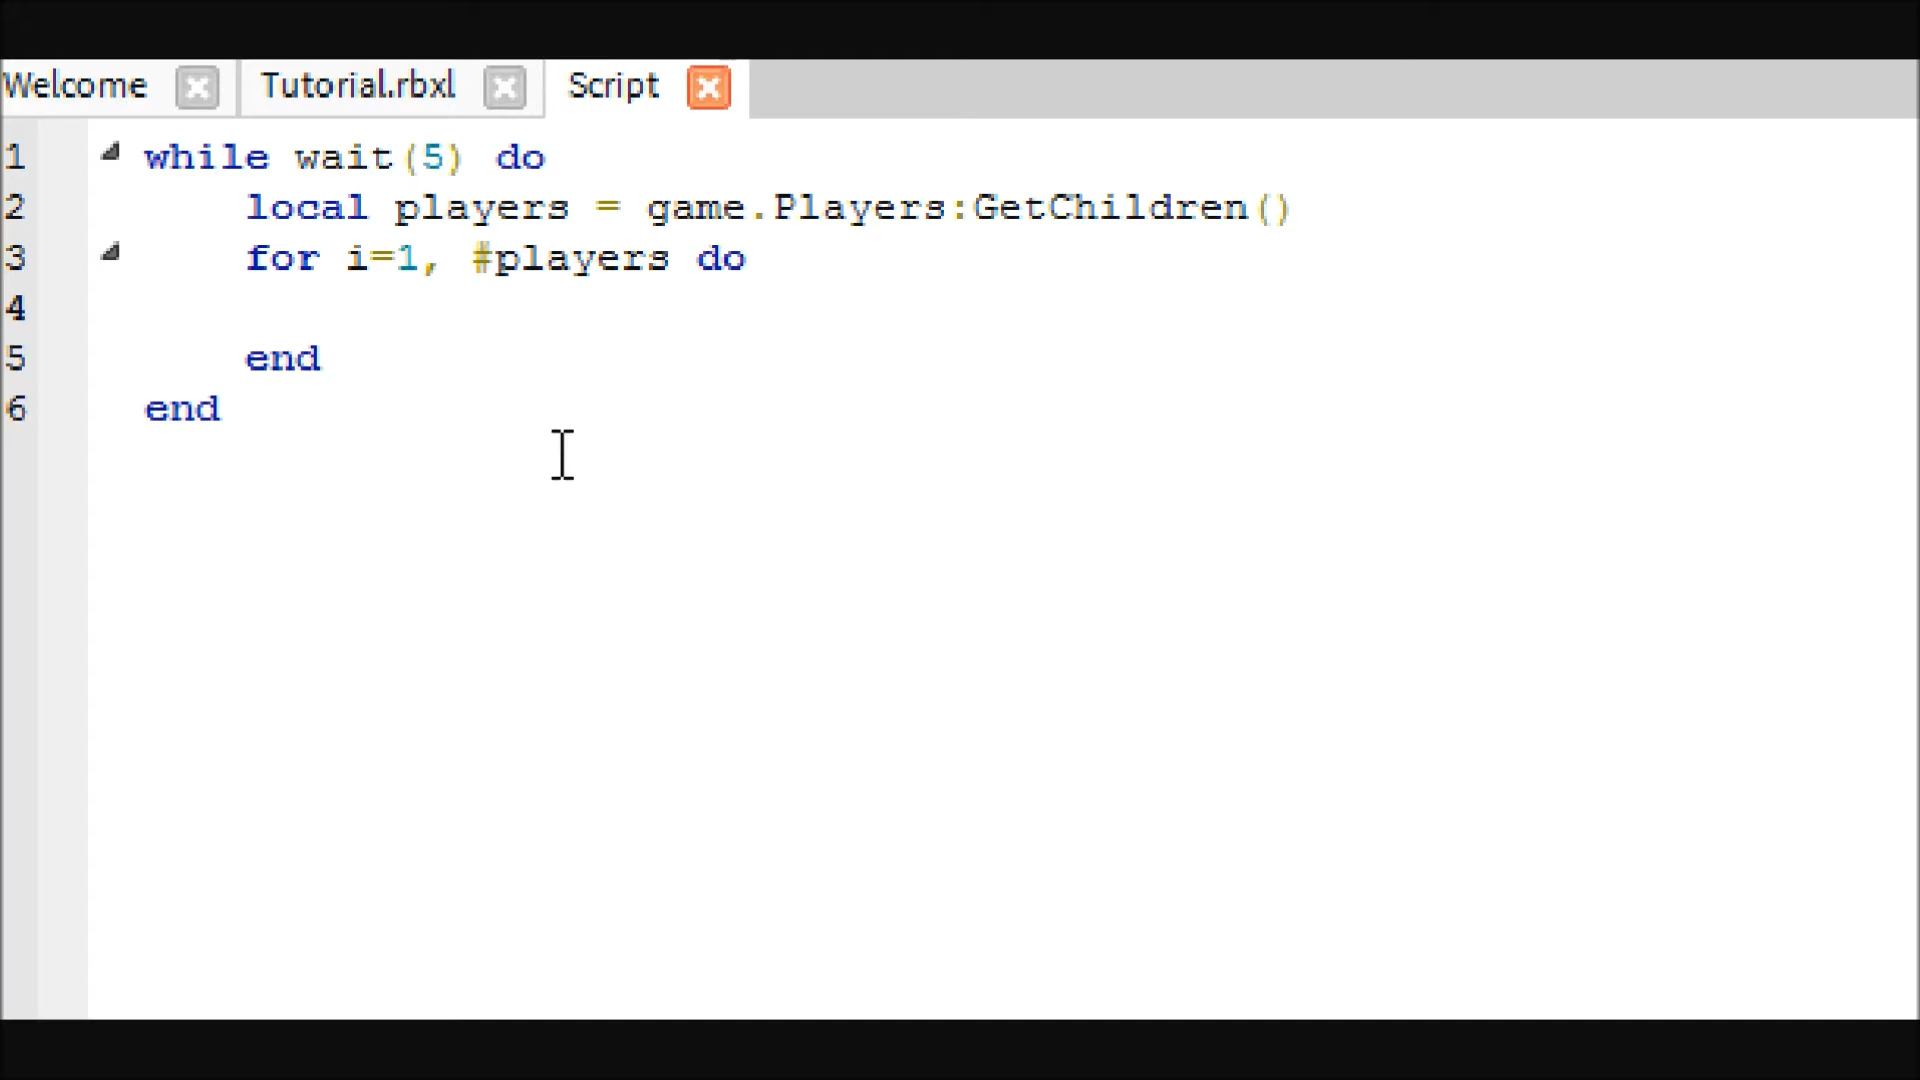 Welcome Tutorial.rbxl Script
1 while wait(5) do
2 local players = game.Players:GetChildren()
3 for i=1, #players do
4
5 end
6 end